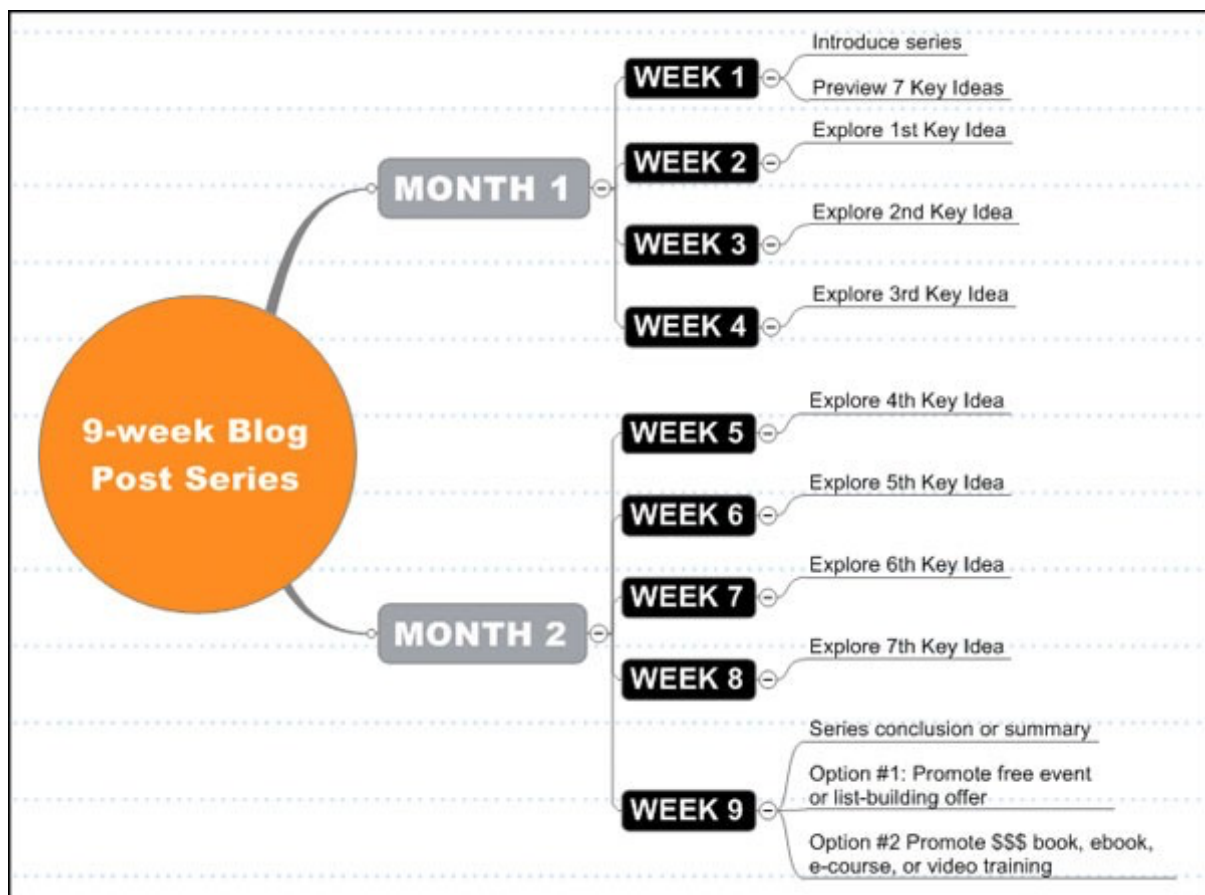 9-week Blog
Post Series
MONTH 1
WEEK 1
Introduce series
Preview 7 Key Ideas
WEEK 2
Explore 1st Key Idea
WEEK 3
Explore 2nd Key Idea
WEEK 4
Explore 3rd Key Idea
MONTH 2
WEEK 5
Explore 4th Key Idea
WEEK 6
Explore 5th Key Idea
WEEK 7
Explore 6th Key Idea
WEEK 8
Explore 7th Key Idea
WEEK 9
Series conclusion or summary
Option #1: Promote free event
or list-building offer
Option #2 Promote $$$ book, ebook,
e-course, or video training